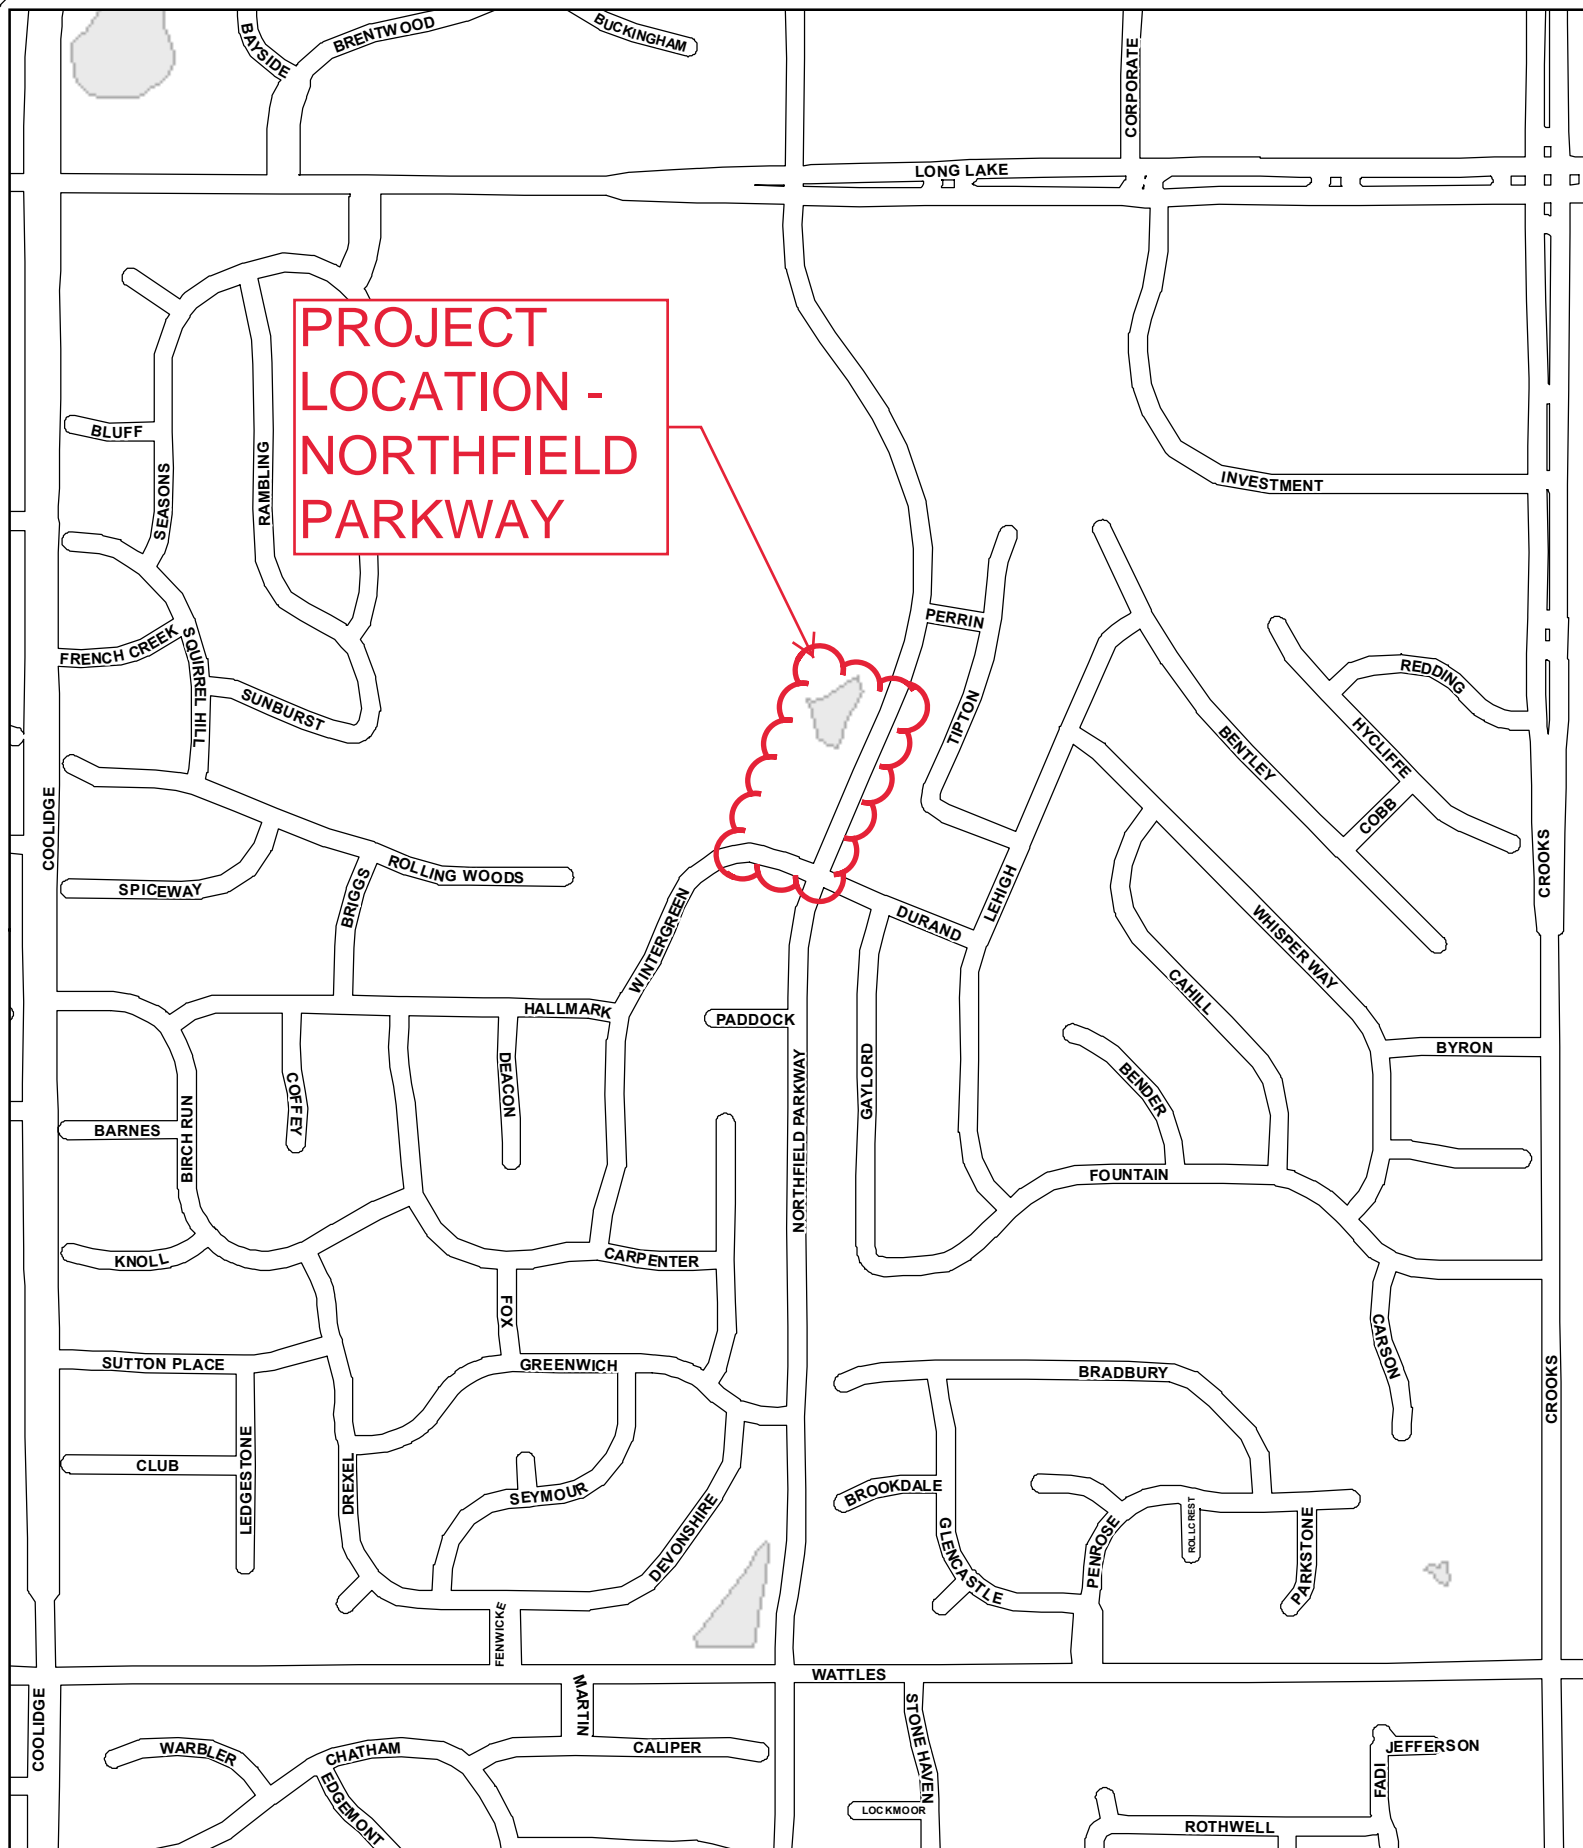 BAYSIDE
BRENTWOOD
BUCKINGHAM
CORPORATE
LONG LAKE
PROJECT
LOCATION -
NORTHFIELD
PARKWAY
BLUFF
SEASONS
RAMBLING
INVESTMENT
PERRIN
FRENCH CREEK
SQUIRREL HILL
SUNBURST
TIPTON
REDDING
HYCLIFFE
BENTLEY
COBB
COOLIDGE
CROOKS
SPICEWAY
BRIGGS
ROLLING WOODS
WINTERGREEN
DURAND
LEHIGH
WHISPER WAY
CAHILL
HALLMARK
PADDOCK
BYRON
COFFEY
DEACON
NORTHFIELD PARKWAY
GAYLORD
BENDER
BARNES
BIRCH RUN
FOUNTAIN
KNOLL
CARPENTER
FOX
CARSON
SUTTON PLACE
GREENWICH
BRADBURY
CROOKS
CLUB
LEDGESTONE
DREXEL
SEYMOUR
DEVONSHIRE
BROOKDALE
GLENCASTLE
PENROSE
ROLLCREST
PARKSTONE
FENWICKE
WATTLES
COOLIDGE
MARTIN
STONE HAVEN
WARBLER
CHATHAM
CALIPER
JEFFERSON
EDGEMONT
FADI
LOCKMOOR
ROTHWELL